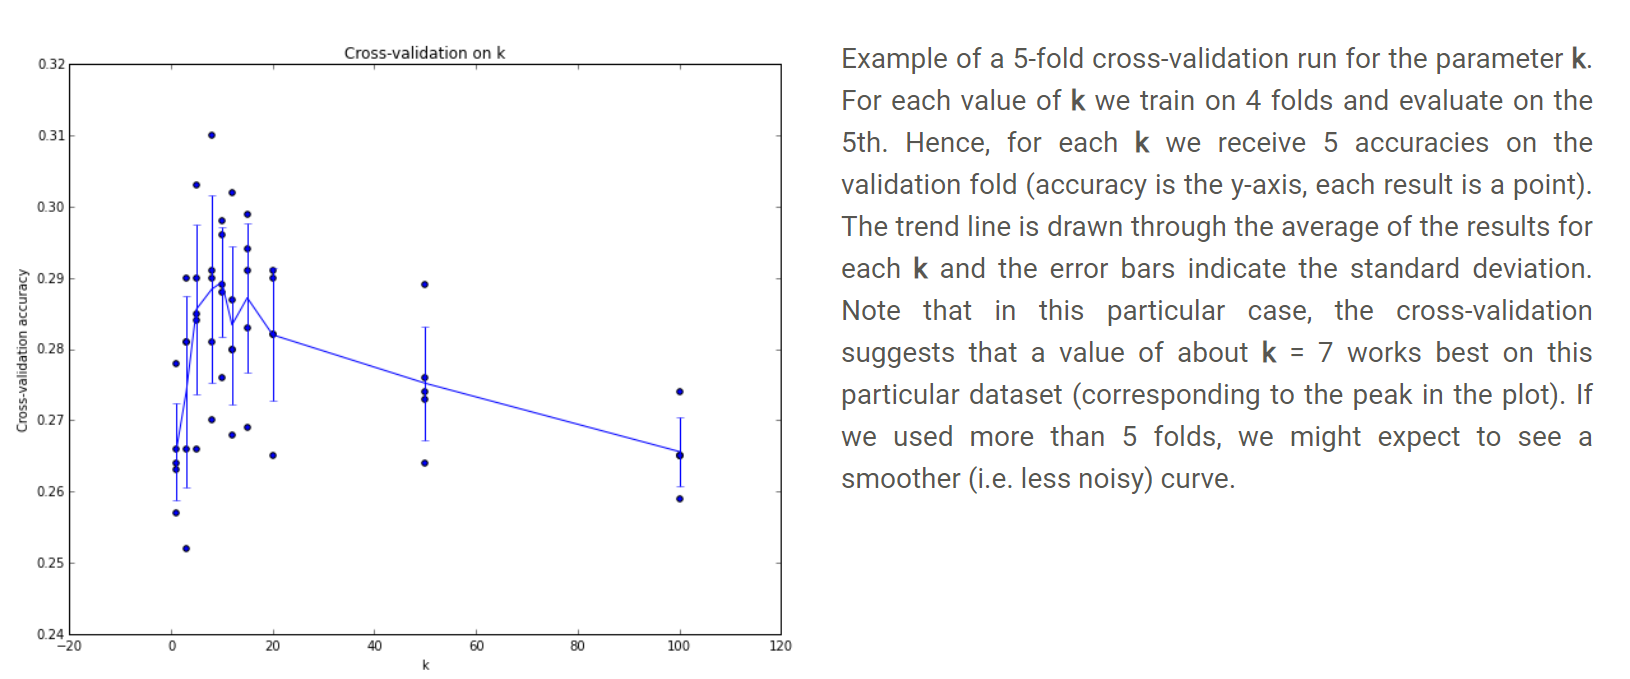 Cross-validation on k
0.32
0.31
0.30
0.29
0.28
0.27
0.26
0.25
0.24
Cross-validation accuracy
−20 0 20 40 60 80 100 120
k
Example of a 5-fold cross-validation run for the parameter k.
For each value of k we train on 4 folds and evaluate on the
5th. Hence, for each k we receive 5 accuracies on the
validation fold (accuracy is the y-axis, each result is a point).
The trend line is drawn through the average of the results for
each k and the error bars indicate the standard deviation.
Note that in this particular case, the cross-validation
suggests that a value of about k = 7 works best on this
particular dataset (corresponding to the peak in the plot). If
we used more than 5 folds, we might expect to see a
smoother (i.e. less noisy) curve.